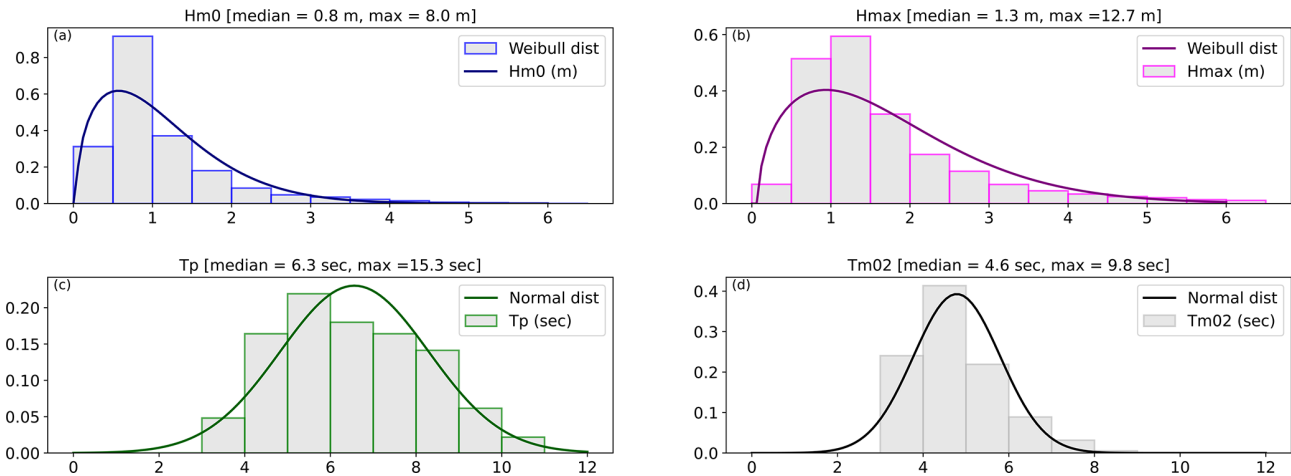 Hm0 [median = 0.8 m, max = 8.0 m]
(a)
Weibull dist
Hm0 (m)
0.8
0.6
0.4
0.2
0.0
0 1 2 3 4 5 6
Hmax [median = 1.3 m, max =12.7 m]
(b)
Weibull dist
Hmax (m)
0.6
0.4
0.2
0.0
0 1 2 3 4 5 6
Tp [median = 6.3 sec, max =15.3 sec]
(c)
Normal dist
Tp (sec)
0.20
0.15
0.10
0.05
0.00
0 2 4 6 8 10 12
Tm02 [median = 4.6 sec, max = 9.8 sec]
(d)
Normal dist
Tm02 (sec)
0.4
0.3
0.2
0.1
0.0
0 2 4 6 8 10 12